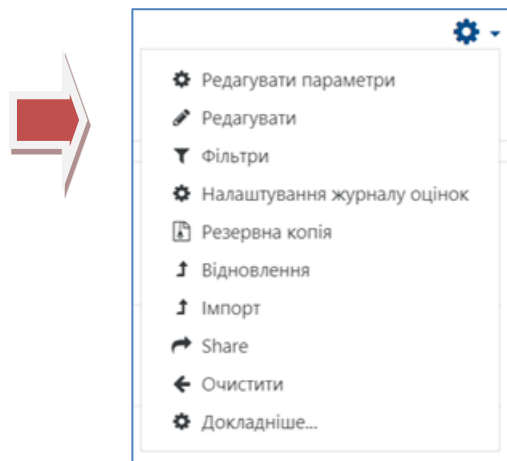 Редагувати параметри
Редагувати
Фільтри
Налаштування журналу оцінок
Резервна копія
Відновлення
Імпорт
Share
Очистити
Докладніше...